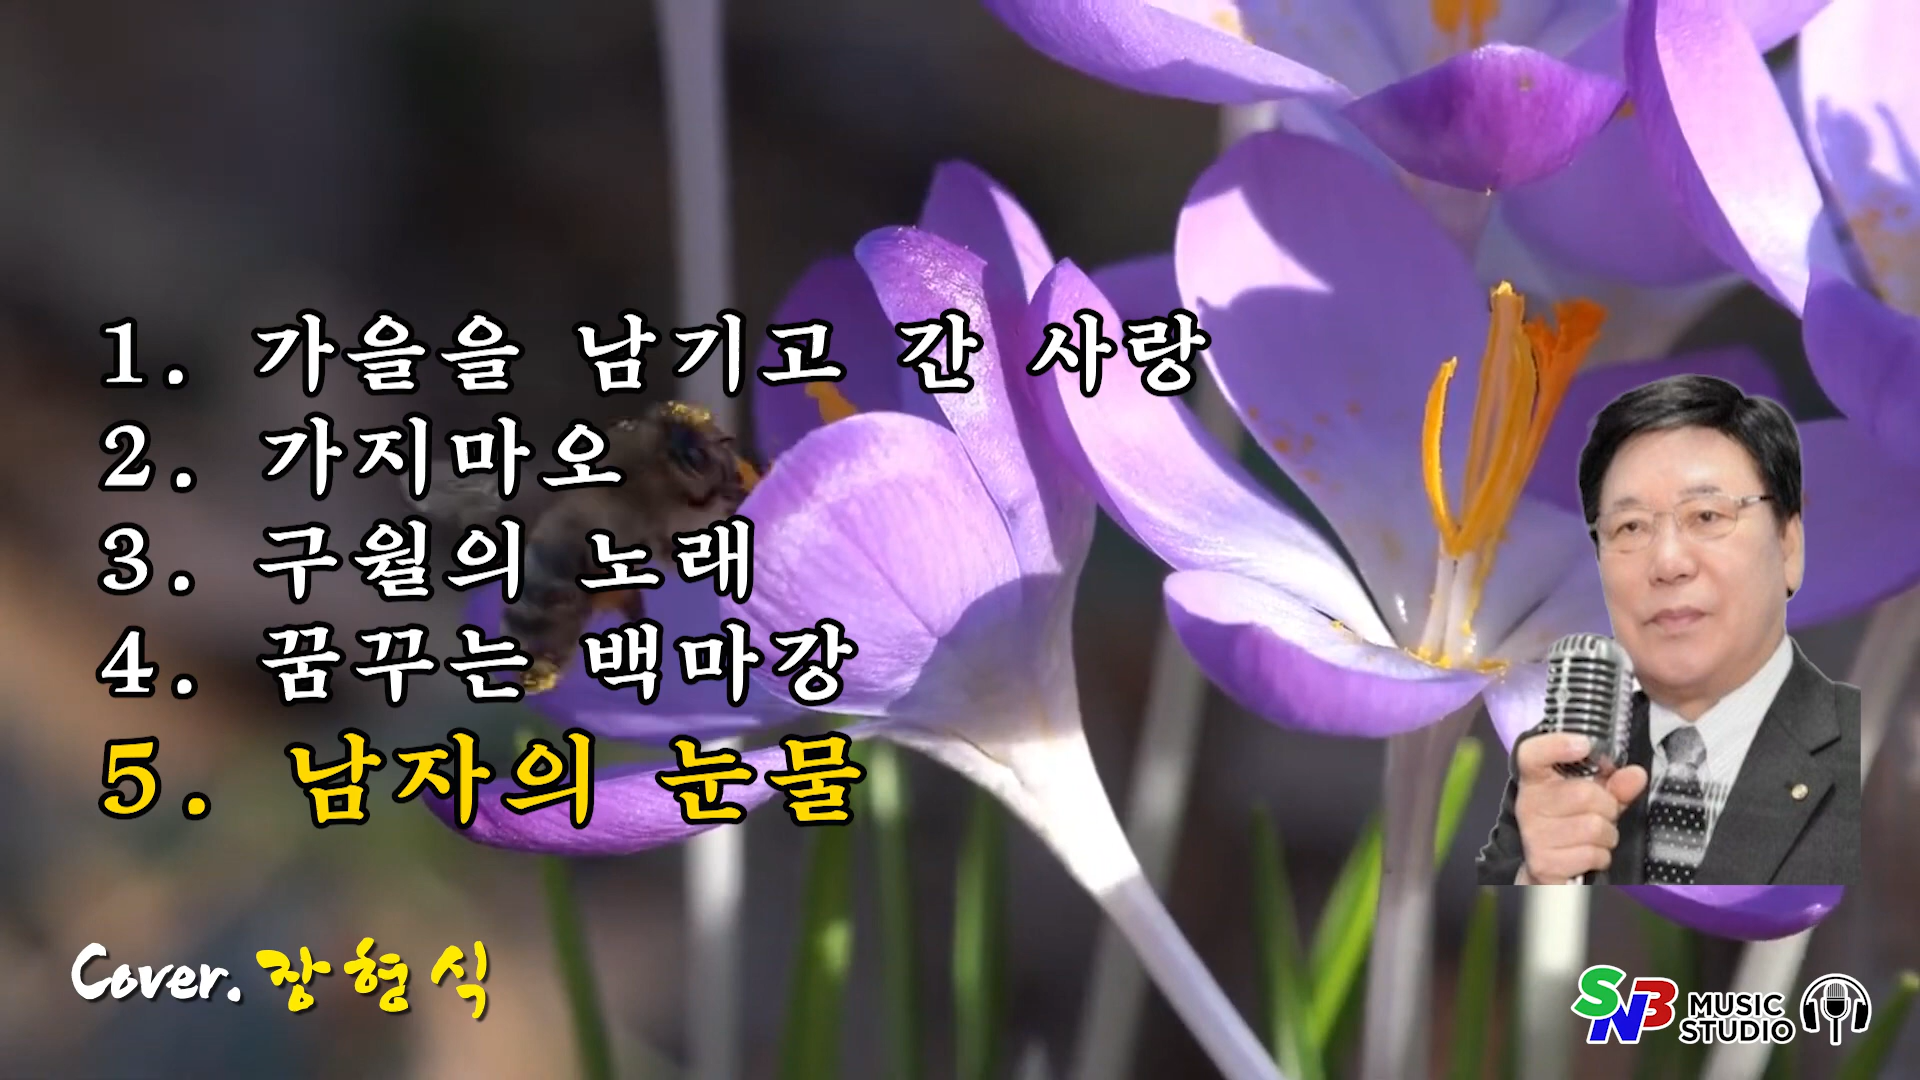 1. 가을을 남기고 간 사랑
2. 가지마오
3. 구월의 노래
4. 꿈꾸는 백마강
5. 남자의 눈물
Cover. 장형식
SNB MUSIC STUDIO